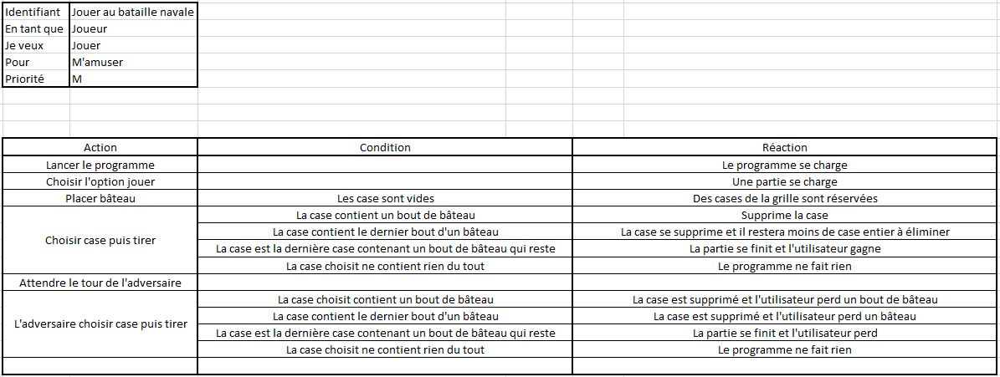 Identifiant Jouer au bataille navale
En tant que Joueur
Je veux Jouer
Pour M'amuser
Priorité M
Action Condition Réaction
Lancer le programme Le programme se charge
Choisir l'option jouer Une partie se charge
Placer bâteau Les case sont vides Des cases de la grille sont réservées
Choisir case puis tirer
La case contient un bout de bâteau Supprime la case
La case contient le dernier bout d'un bâteau La case se supprime et il restera moins de case entier à éliminer
La case est la dernière case contenant un bout de bâteau qui reste La partie se finit et l'utilisateur gagne
La case choisit ne contient rien du tout Le programme ne fait rien
Attendre le tour de l'adversaire
L'adversaire choisir case puis tirer
La case choisit contient un bout de bâteau La case est supprimé et l'utilisateur perd un bout de bâteau
La case contient le dernier bout d'un bâteau La case est supprimé et l'utilisateur perd un bâteau
La case est la dernière case contenant un bout de bâteau qui reste La partie se finit et l'utilisateur perd
La case choisit ne contient rien du tout Le programme ne fait rien